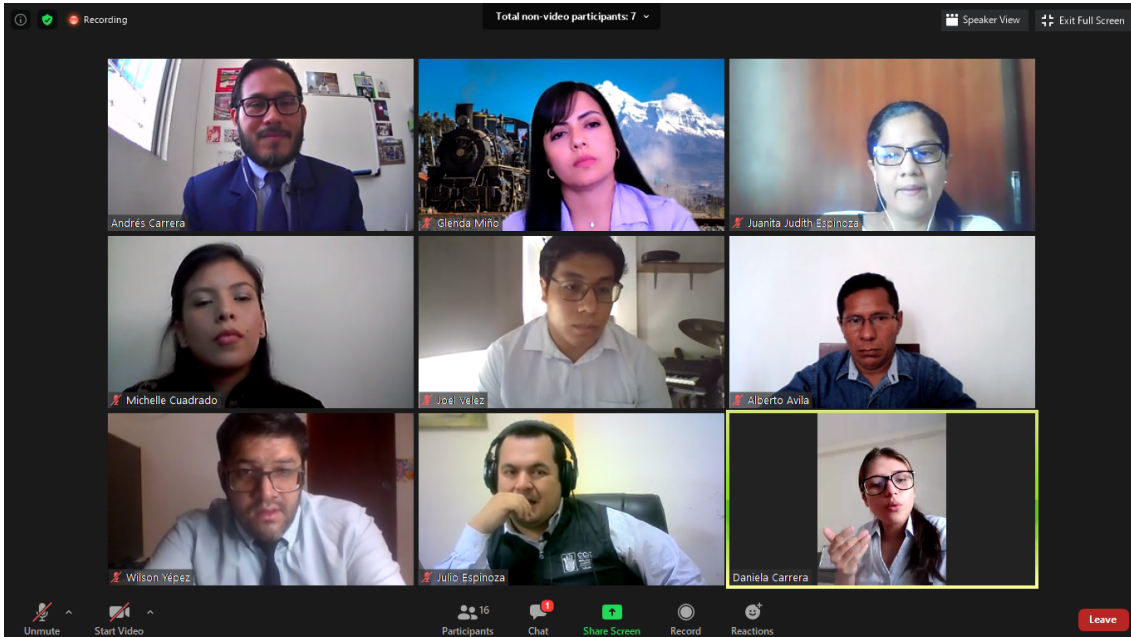 Recording
Total non-video participants: 7
Speaker View
Exit Full Screen
Andrés Carrera
Glenda Miño
Juanita Judith Espinoza
Michelle Cuadrado
Joel Vélez
Alberto Avila
Wilson Yépez
Julio Espinoza
Daniela Carrera
Unmute
Start Video
16
Participants
1
Chat
Share Screen
Record
Reactions
Leave